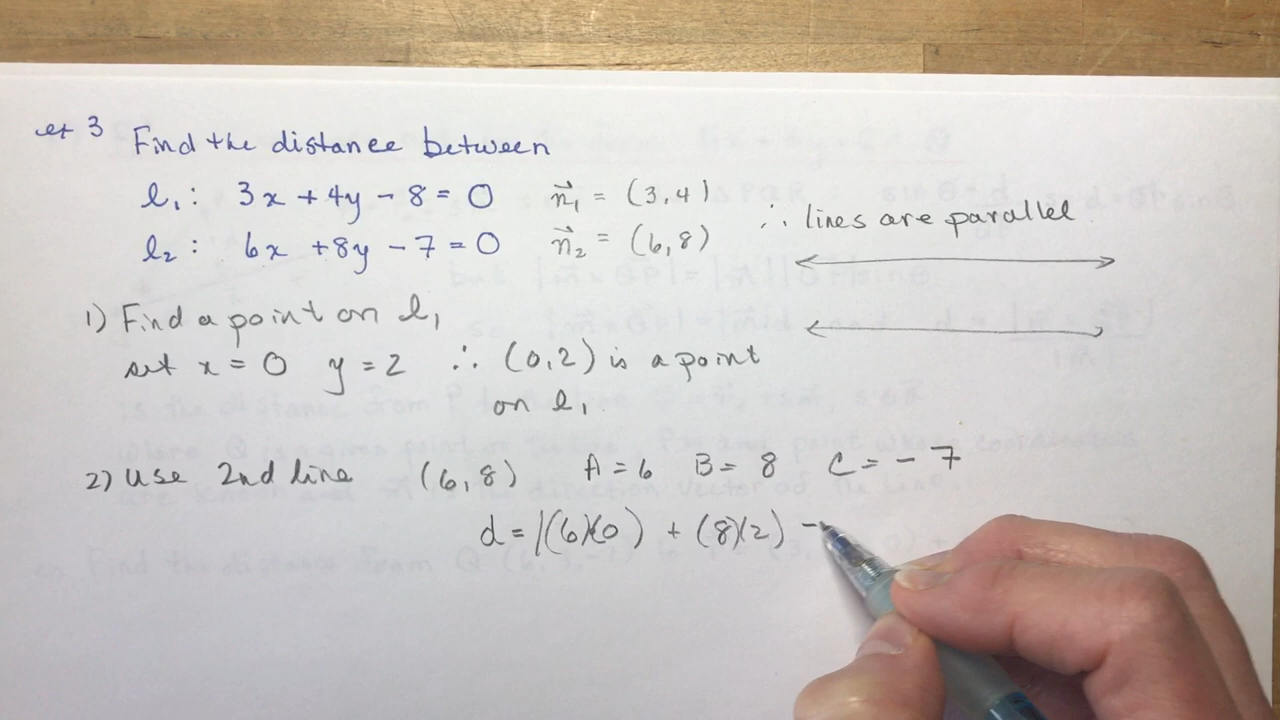 ex 3 Find the distance between
l₁: 3x + 4y - 8 = 0 n⃗₁ = (3,4)
∴ lines are parallel
l₂: 6x + 8y - 7 = 0 n⃗₂ = (6,8)
1) Find a point on l₁
set x = 0 y = 2 ∴ (0,2) is a point
on l₁.
2) Use 2nd line (6,8) A = 6 B = 8 C = - 7
d = |(6)(0) + (8)(2) -